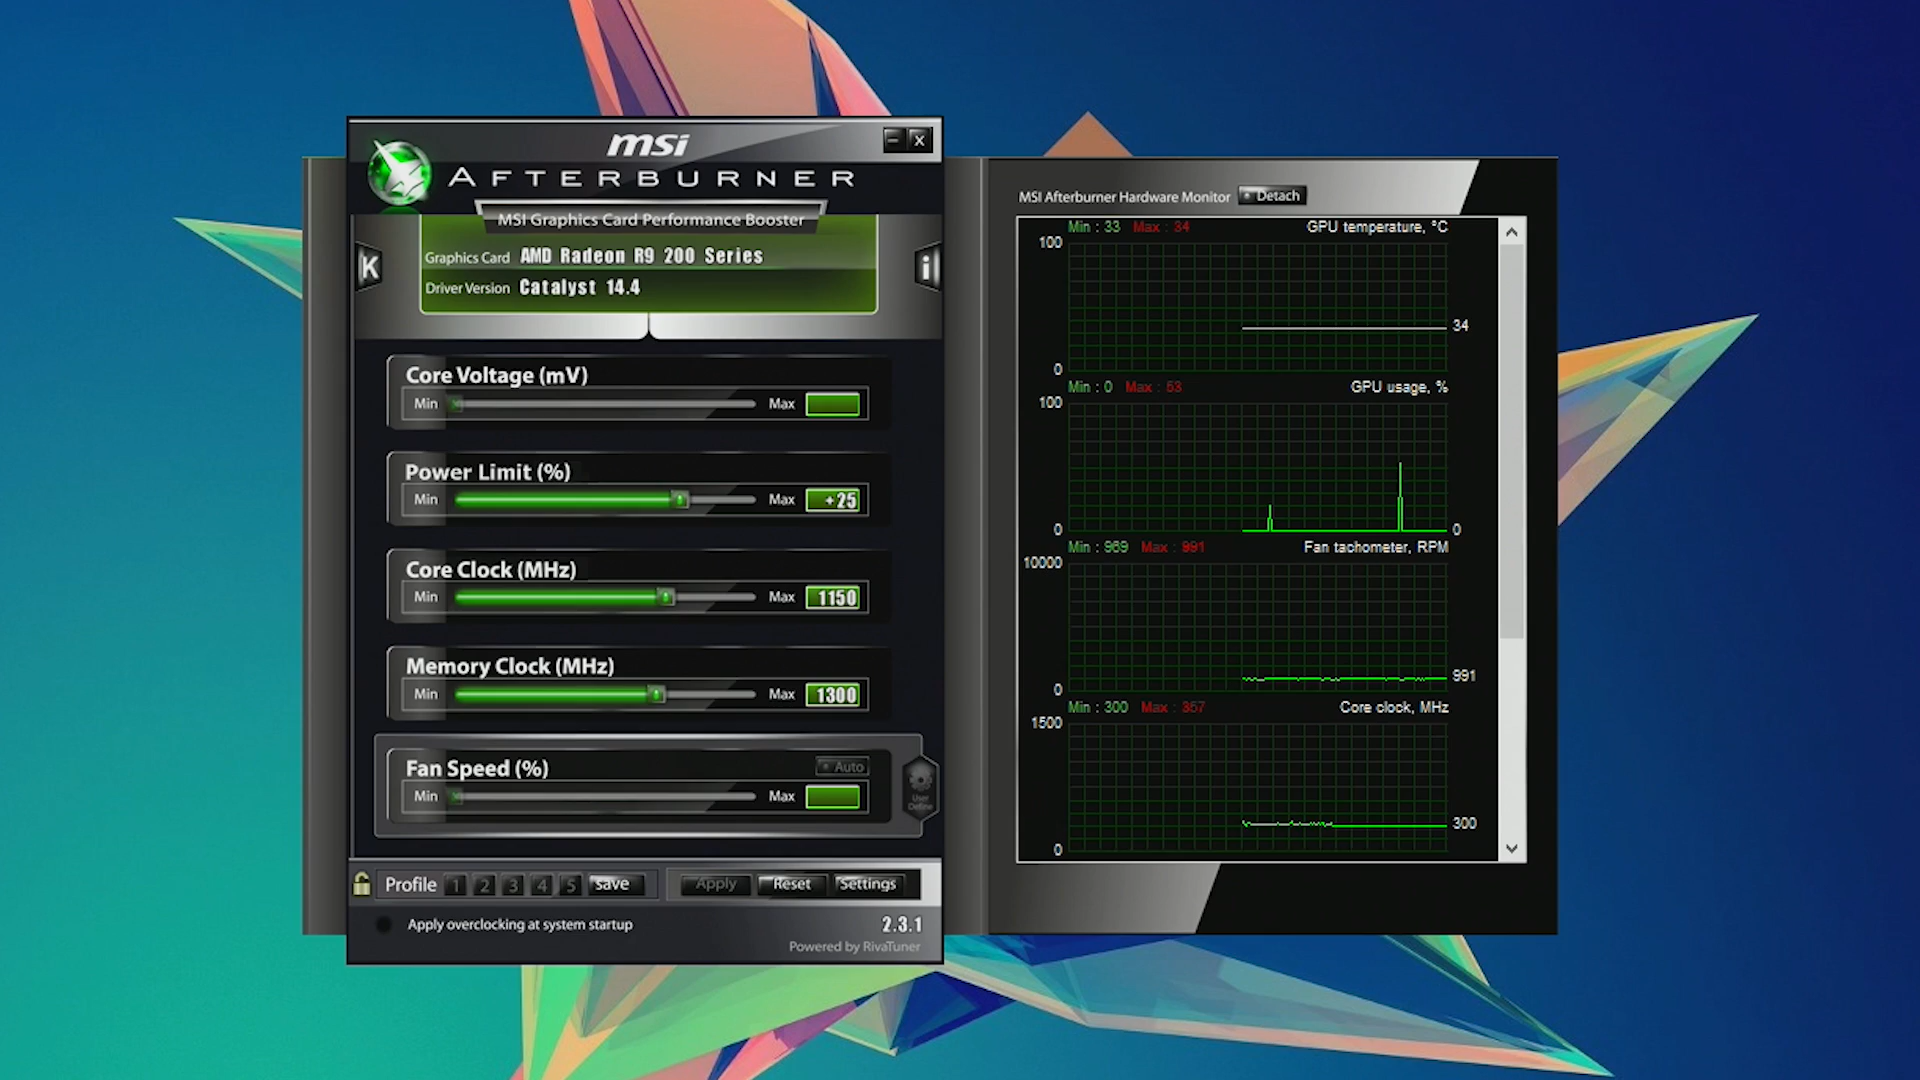 msi
AFTERBURNER
MSI Graphics Card Performance Booster
K
i
Graphics Card AMD Radeon R9 200 Series
Driver Version Catalyst 14.4
Core Voltage (mV)
Min Max
Power Limit (%)
Min Max +25
Core Clock (MHz)
Min Max 1150
Memory Clock (MHz)
Min Max 1300
Fan Speed (%) Auto
Min Max
User Define
Profile 1 2 3 4 5 save Apply Reset Settings
Apply overclocking at system startup 2.3.1
Powered by RivaTuner
MSI Afterburner Hardware Monitor Detach
Min : 33 Max : 34 GPU temperature, °C
100
34
0
Min : 0 Max : 53 GPU usage, %
100
0 0
Min : 969 Max : 991 Fan tachometer, RPM
10000
991
0
Min : 300 Max : 357 Core clock, MHz
1500
300
0